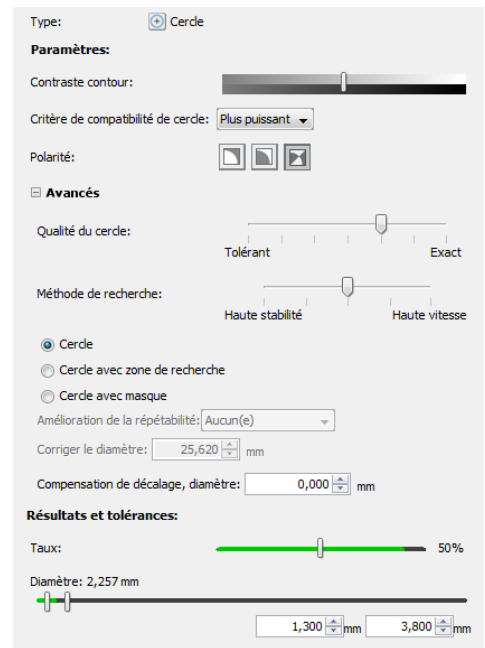 Type: Cercle
Paramètres:
Contraste contour:
Critère de compatibilité de cercle: Plus puissant
Polarité:
Avancés
Qualité du cercle:
Tolérant Exact
Méthode de recherche:
Haute stabilité Haute vitesse
Cercle
Cercle avec zone de recherche
Cercle avec masque
Amélioration de la répétabilité: Aucun(e)
Corriger le diamètre: 25,620 mm
Compensation de décalage, diamètre: 0,000 mm
Résultats et tolérances:
Taux: 50%
Diamètre: 2,257 mm
1,300 mm 3,800 mm